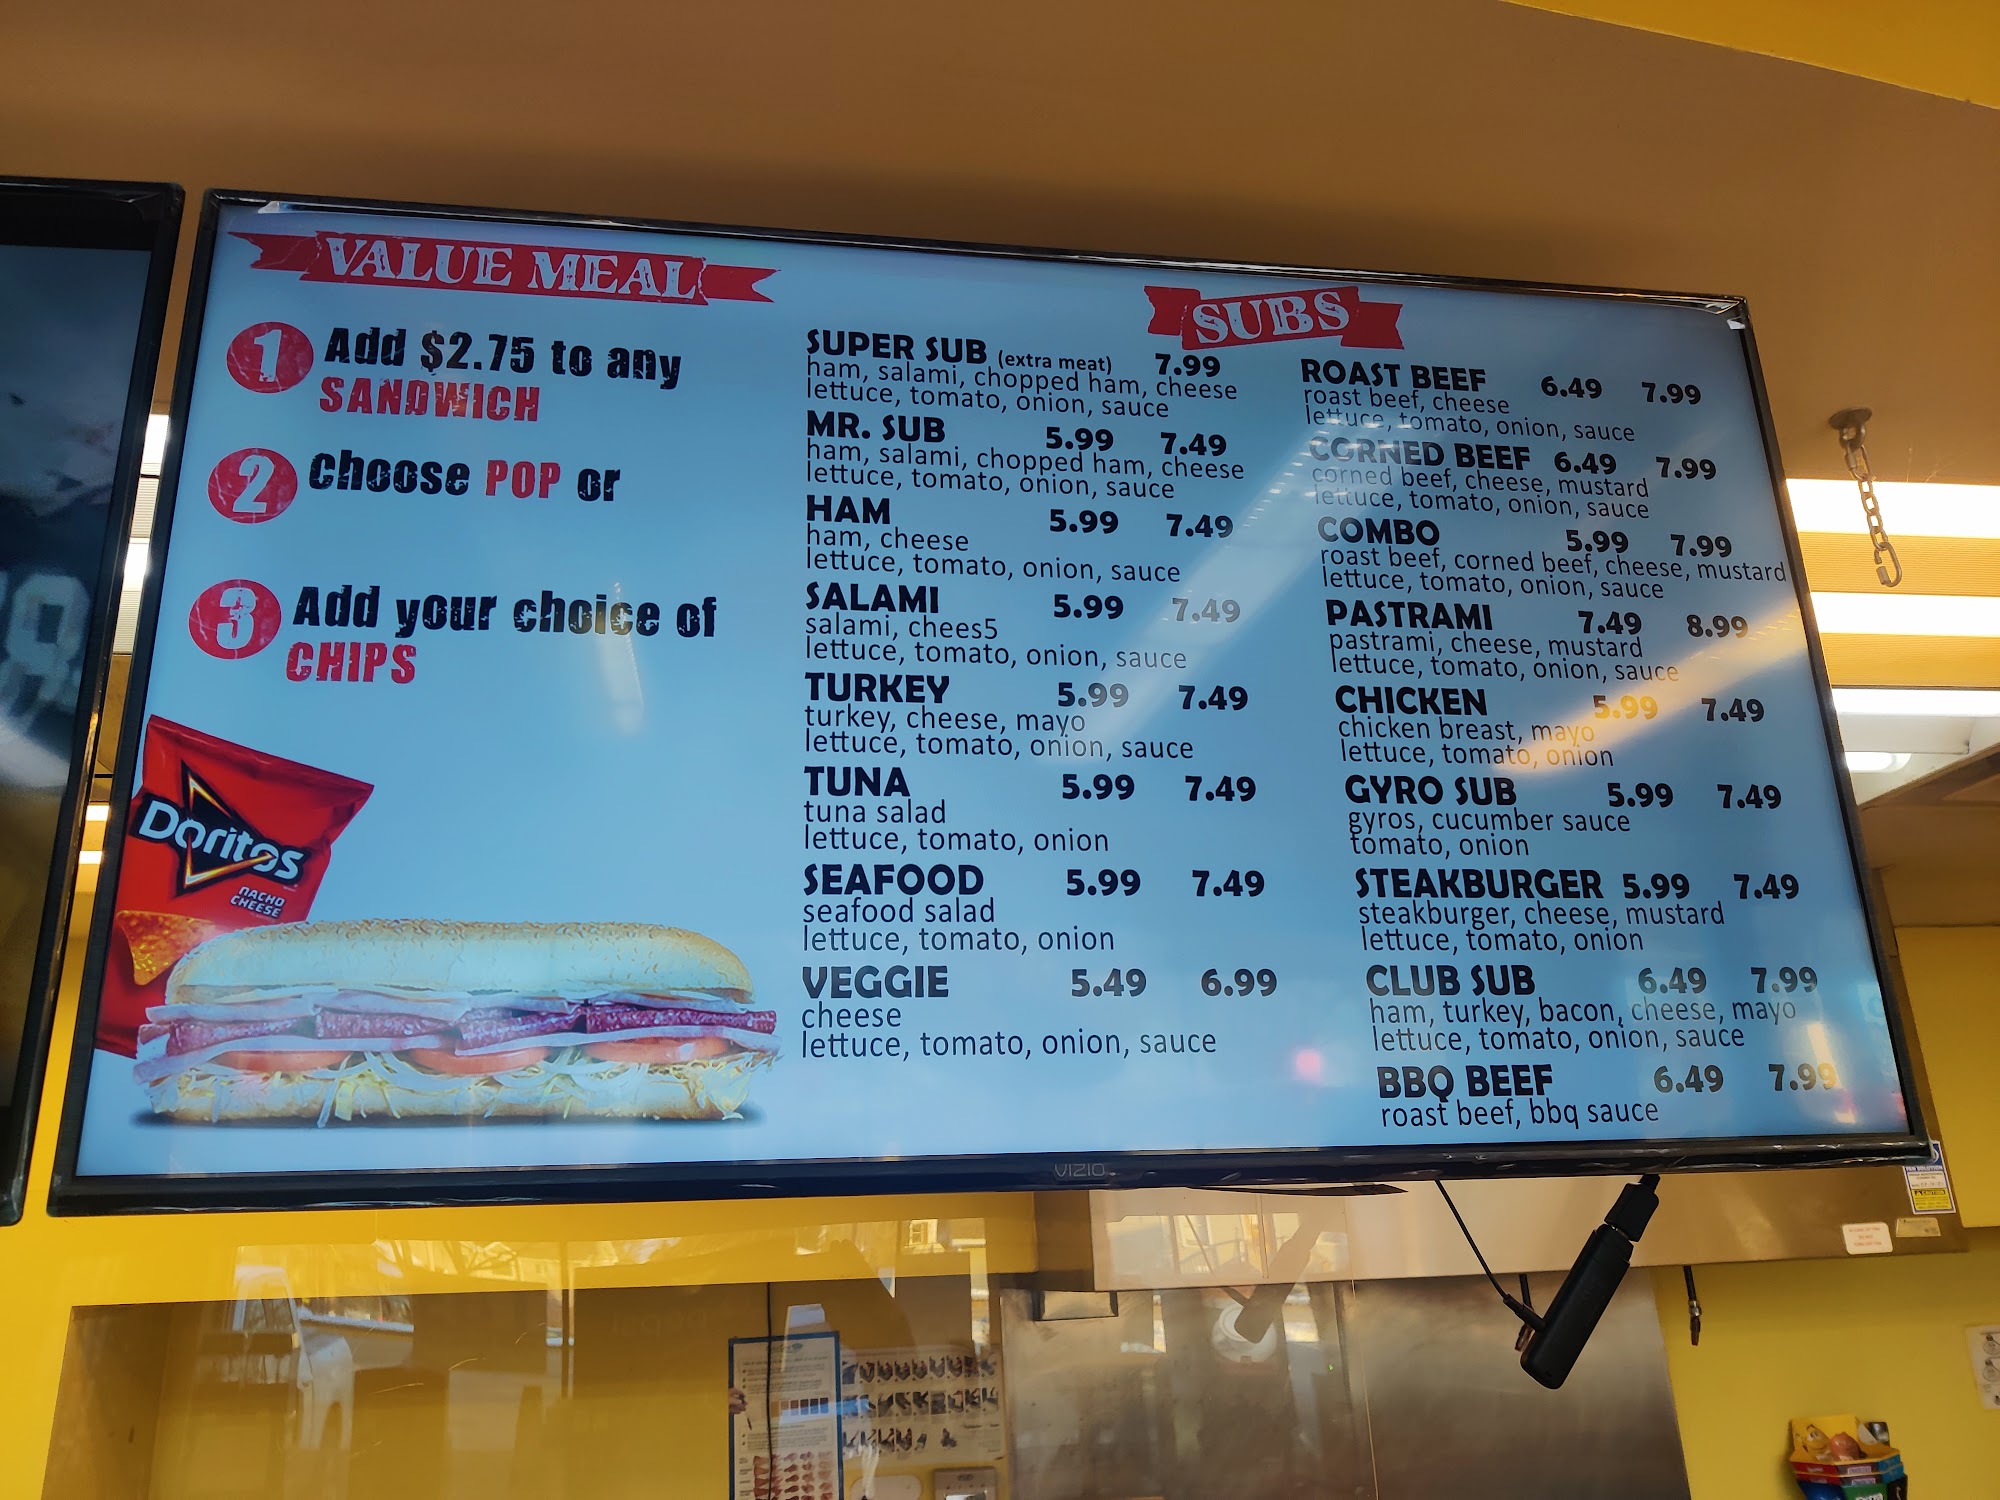 VALUE MEAL
1 Add $2.75 to any
SANDWICH
2 choose POP or
3 Add your choice of
CHIPS
Doritos
NACHO
CHEESE
SUBS
SUPER SUB (extra meat) 7.99
ham, salami, chopped ham, cheese
lettuce, tomato, onion, sauce
MR. SUB 5.99 7.49
ham, salami, chopped ham, cheese
lettuce, tomato, onion, sauce
HAM 5.99 7.49
ham, cheese
lettuce, tomato, onion, sauce
SALAMI 5.99 7.49
salami, chees5
lettuce, tomato, onion, sauce
TURKEY 5.99 7.49
turkey, cheese, mayo
lettuce, tomato, onion, sauce
TUNA 5.99 7.49
tuna salad
lettuce, tomato, onion
SEAFOOD 5.99 7.49
seafood salad
lettuce, tomato, onion
VEGGIE 5.49 6.99
cheese
lettuce, tomato, onion, sauce
ROAST BEEF 6.49 7.99
roast beef, cheese
lettuce, tomato, onion, sauce
CORNED BEEF 6.49 7.99
corned beef, cheese, mustard
lettuce, tomato, onion, sauce
COMBO 5.99 7.99
roast beef, corned beef, cheese, mustard
lettuce, tomato, onion, sauce
PASTRAMI 7.49 8.99
pastrami, cheese, mustard
lettuce, tomato, onion, sauce
CHICKEN 5.99 7.49
chicken breast, mayo
lettuce, tomato, onion
GYRO SUB 5.99 7.49
gyros, cucumber sauce
tomato, onion
STEAKBURGER 5.99 7.49
steakburger, cheese, mustard
lettuce, tomato, onion
CLUB SUB 6.49 7.99
ham, turkey, bacon, cheese, mayo
lettuce, tomato, onion, sauce
BBQ BEEF 6.49 7.99
roast beef, bbq sauce
VIZIO